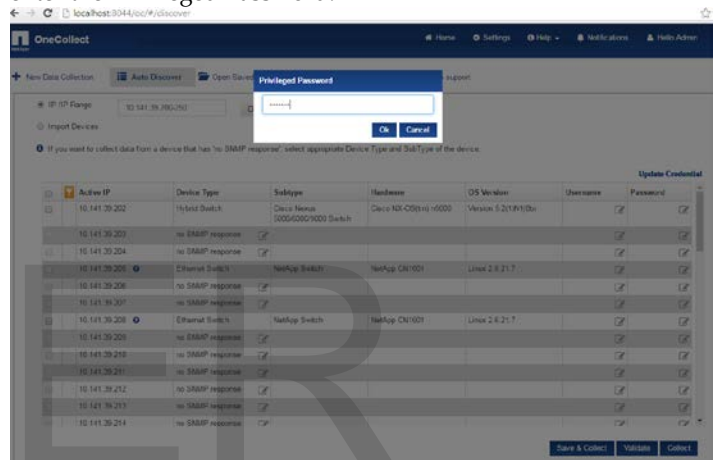 localhost:8044/oc/#/discover
OneCollect
Home Settings Help Notifications Hello Admin
New Data Collection Auto Discover Open Saved support
Privileged Password
Ok Cancel
IP/IP Range 10.141.39.200-250
Import Devices
If you want to collect data from a device that has 'no SNMP response', select appropriate Device Type and SubType of the device.
Update Credential
Active IP Device Type Subtype Hardware OS Version Username Password
10.141.39.202 Hybrid Switch Cisco Nexus 5000/6000/9000 Switch Cisco NX-OS(tm) n6000
10.141.39.203 no SNMP response
10.141.39.204 no SNMP response
10.141.39.205 Ethernet Switch NetApp Switch NetApp CN1601 Linux 2.6.21.7
10.141.39.206 no SNMP response
10.141.39.207 no SNMP response
10.141.39.208 Ethernet Switch NetApp Switch NetApp CN1601 Linux 2.6.21.7
10.141.39.209 no SNMP response
10.141.39.210 no SNMP response
10.141.39.211 no SNMP response
10.141.39.212 no SNMP response
10.141.39.213 no SNMP response
10.141.39.214 no SNMP response
Save & Collect Validate Collect
ER